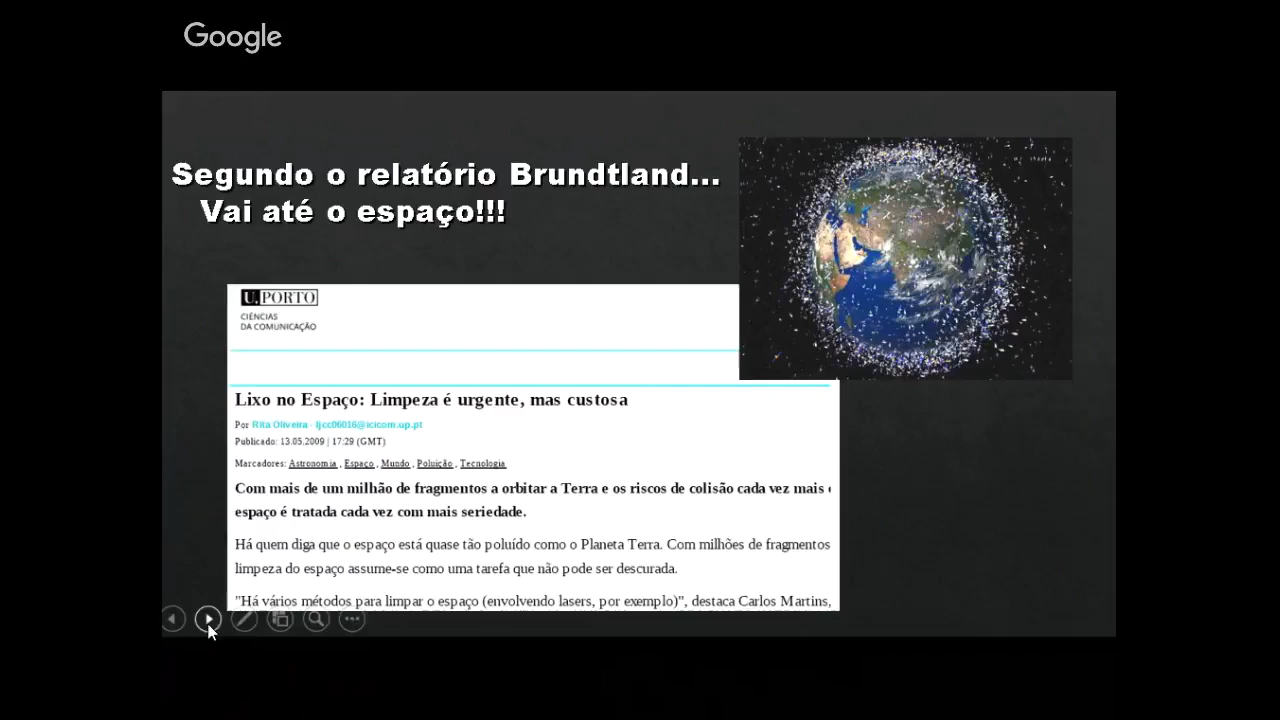 Google
Segundo o relatório Brundtland...
Vai até o espaço!!!
U.PORTO
CIÊNCIAS
DA COMUNICAÇÃO
Lixo no Espaço: Limpeza é urgente, mas custosa
Por Rita Oliveira - ljcc06016@icicom.up.pt
Publicado: 13.05.2009 | 17:29 (GMT)
Marcadores: Astronomia , Espaço , Mundo , Poluição , Tecnologia
Com mais de um milhão de fragmentos a orbitar a Terra e os riscos de colisão cada vez mais
espaço é tratada cada vez com mais seriedade.
Há quem diga que o espaço está quase tão poluído como o Planeta Terra. Com milhões de fragmentos
limpeza do espaço assume-se como uma tarefa que não pode ser descurada.
"Há vários métodos para limpar o espaço (envolvendo lasers, por exemplo)", destaca Carlos Martins,